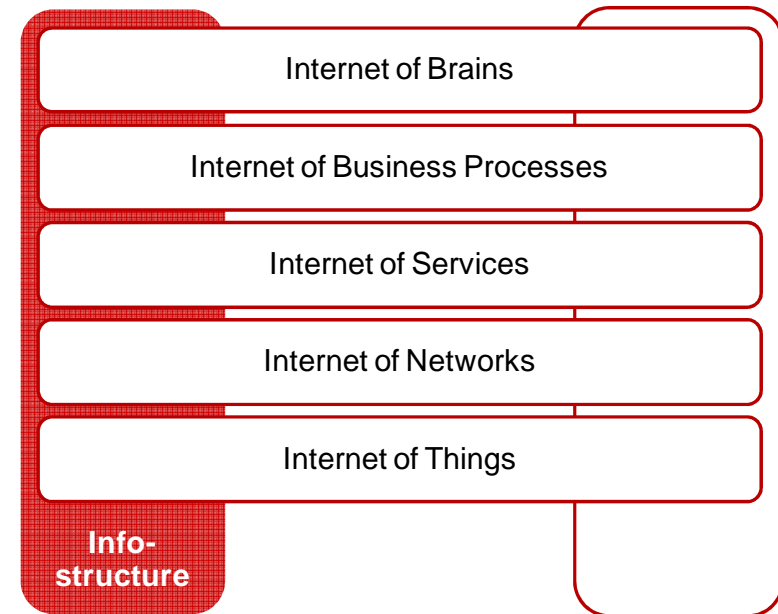 Internet of Brains
Internet of Business Processes
Internet of Services
Internet of Networks
Internet of Things
Info-
structure